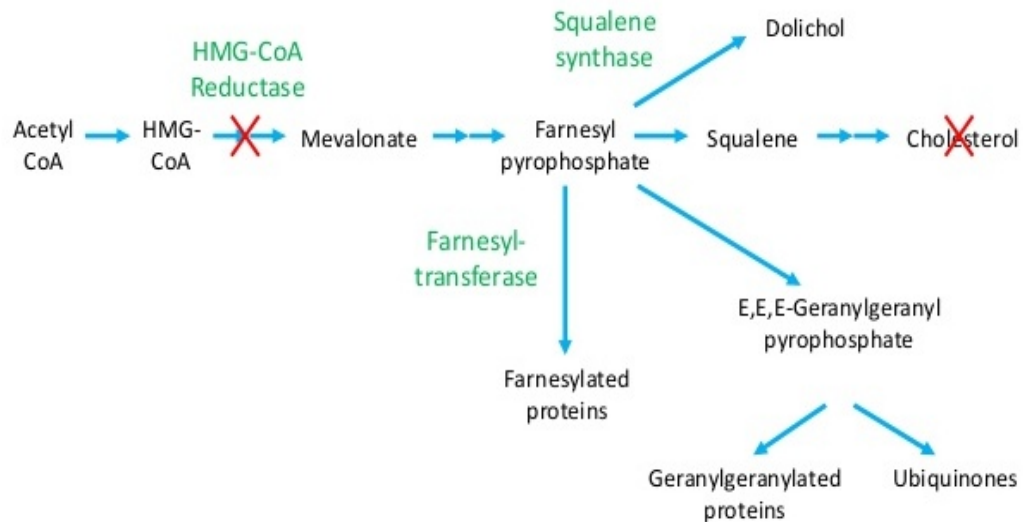 Squalene
synthase
Dolichol
HMG-CoA
Reductase
Acetyl
CoA
HMG-
CoA
Mevalonate
Farnesyl
pyrophosphate
Squalene
Cholesterol
Farnesyl-
transferase
E,E,E-Geranylgeranyl
pyrophosphate
Farnesylated
proteins
Geranylgeranylated
proteins
Ubiquinones